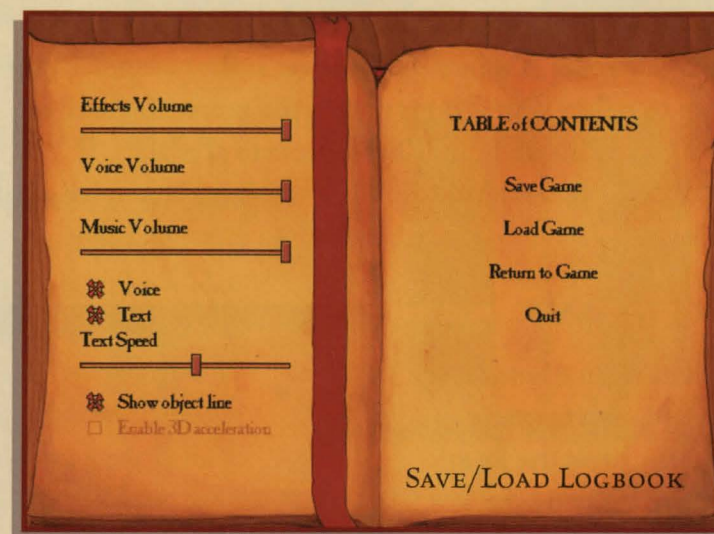 Effects Volume
Voice Volume
Music Volume
Voice
Text
Text Speed
Show object line
Enable 3D acceleration
TABLE of CONTENTS
Save Game
Load Game
Return to Game
Quit
SAVE/LOAD LOGBOOK